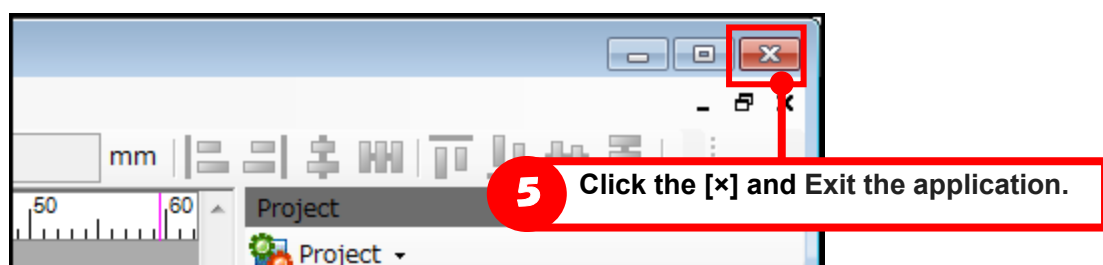 mm
5 Click the [×] and Exit the application.
50 60 Project
Project